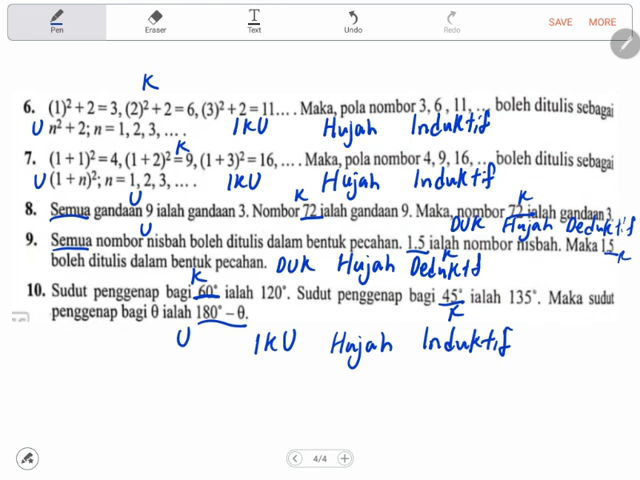 Pen Eraser Text Undo Redo SAVE MORE
K
6. (1)² + 2 = 3, (2)² + 2 = 6, (3)² + 2 = 11.... Maka, pola nombor 3, 6, 11, ... boleh ditulis sebagai
U n² + 2; n = 1, 2, 3, .... IKU Hujah Induktif
K
7. (1 + 1)² = 4, (1 + 2)² = 9, (1 + 3)² = 16, .... Maka, pola nombor 4, 9, 16, ... boleh ditulis sebagai
U (1 + n)²; n = 1, 2, 3, .... IKU Hujah Induktif
U K K
8. Semua gandaan 9 ialah gandaan 3. Nombor 72 ialah gandaan 9. Maka, nombor 72 ialah gandaan 3.
U DUK Hujah Deduktif
9. Semua nombor nisbah boleh ditulis dalam bentuk pecahan. 1.5 ialah nombor nisbah. Maka 1.5
K K
boleh ditulis dalam bentuk pecahan. DUK Hujah Deduktif
K
10. Sudut penggenap bagi 60° ialah 120°. Sudut penggenap bagi 45° ialah 135°. Maka sudut
K
penggenap bagi θ ialah 180° – θ.
U IKU Hujah Induktif
4/4